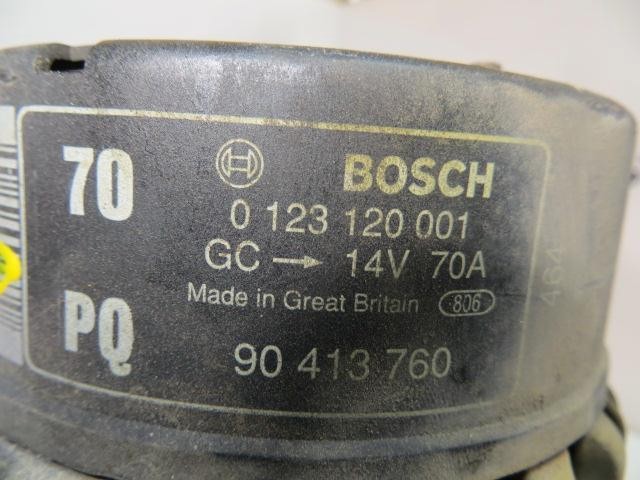 70
BOSCH
0 123 120 001
GC → 14V 70A
Made in Great Britain 806
PQ
90 413 760
464